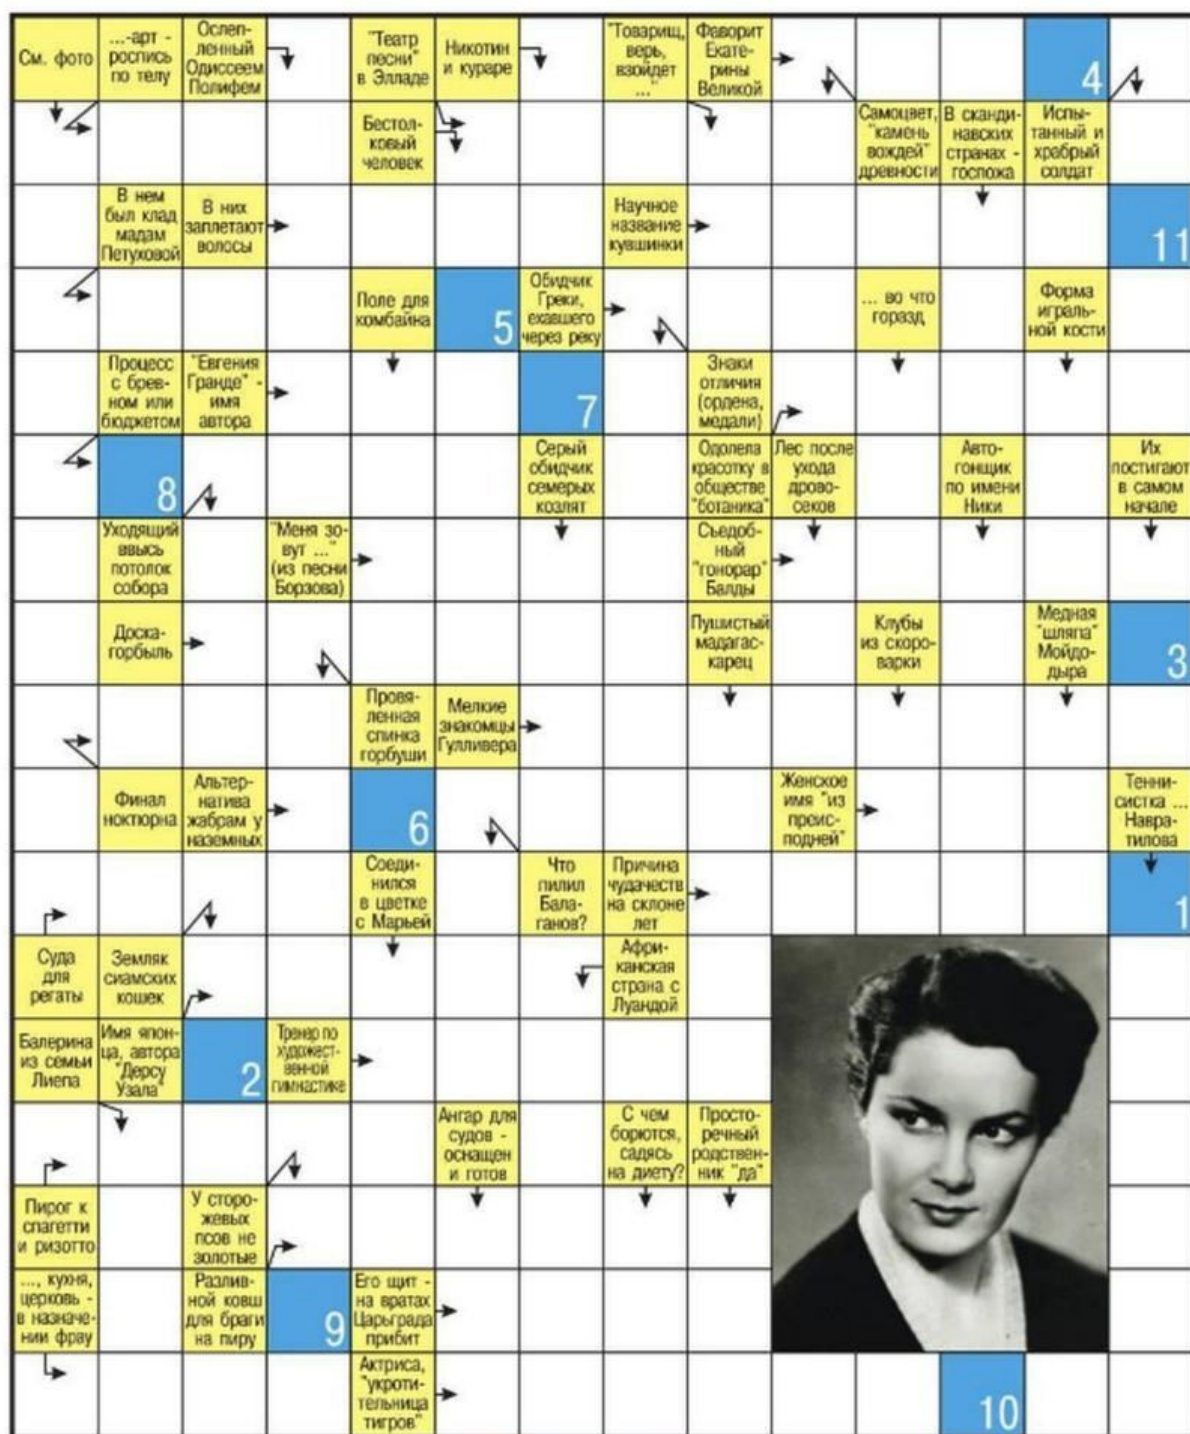 См. фото
...-арт -
роспись
по телу
Ослеп-
ленный
Одиссеем
Полифем
"Театр
песни"
в Элладе
Никотин
и кураре
"Товарищ,
верь,
взойдет
..."
Фаворит
Екате-
рины
Великой
4
Бестол-
ковый
человек
Самоцвет,
"камень
вождей"
древности
В сканди-
навских
странах -
госпожа
Испы-
танный и
храбрый
солдат
В нем
был клад
мадам
Петуховой
В них
заплетают
волосы
Научное
название
кувшинки
11
Поле для
комбайна
5
Обидчик
Греки,
ехавшего
через реку
... во что
горазд
Форма
играль-
ной кости
Процесс
с брев-
ном или
бюджетом
"Евгения
Гранде" -
имя
автора
7
Знаки
отличия
(ордена,
медали)
8
Серый
обидчик
семерых
козлят
Одолела
красотку в
обществе
"ботаника"
Лес после
ухода
дрово-
секов
Авто-
гонщик
по имени
Ники
Их
постигают
в самом
начале
Уходящий
ввысь
потолок
собора
"Меня зо-
вут ..."
(из песни
Борзова)
Съедоб-
ный
"гонорар"
Балды
Доска-
горбыль
Пушистый
мадагас-
карец
Клубы
из скоро-
варки
Медная
"шляпа"
Мойдо-
дыра
3
Провя-
ленная
спинка
горбуши
Мелкие
знакомцы
Гулливера
Финал
ноктюрна
Альтер-
натива
жабрам у
наземных
6
Женское
имя "из
преис-
подней"
Тенни-
систка ...
Навра-
тилова
Соеди-
нился
в цветке
с Марьей
Что
пилил
Бала-
ганов?
Причина
чудачеств
на склоне
лет
1
Суда
для
регаты
Земляк
сиамских
кошек
Афри-
канская
страна с
Луандой
Балерина
из семьи
Лиепа
Имя япон-
ца, автора
"Дерсу
Узала"
2
Тренер по
художест-
венной
гимнастике
Ангар для
судов -
оснащен
и готов
С чем
борются,
садясь
на диету?
Просто-
речный
родствен-
ник "да"
Пирог к
спагетти
и ризотто
У сторо-
жевых
псов не
золотые
..., кухня,
церковь -
в назначе-
нии фрау
Разлив-
ной ковш
для браги
на пиру
9
Его щит -
на вратах
Царьграда
прибит
Актриса,
"укроти-
тельница
тигров"
10